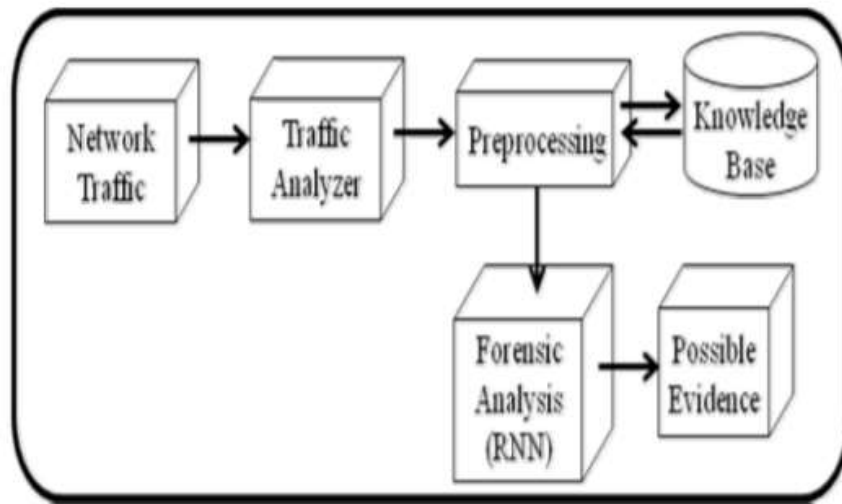 Network
Traffic
Traffic
Analyzer
Preprocessing
Knowledge
Base
Forensic
Analysis
(RNN)
Possible
Evidence